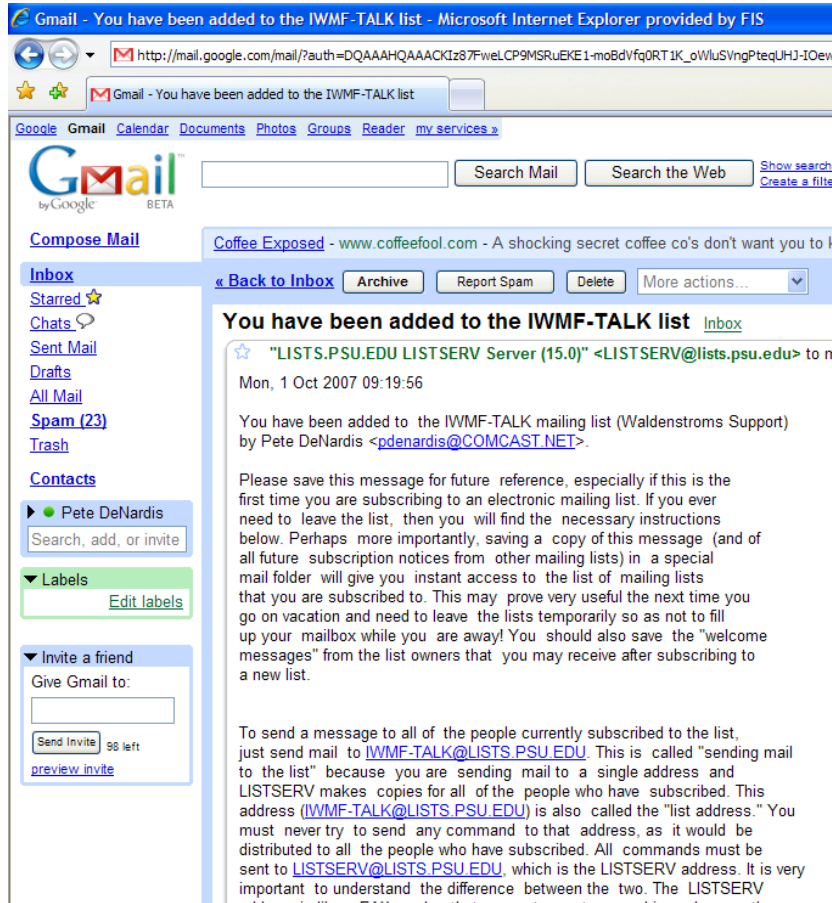 Gmail - You have been added to the IWMF-TALK list - Microsoft Internet Explorer provided by FIS
http://mail.google.com/mail/?auth=DQAAAHQAAACKIz87FweLCP9MSRuEKE1-moBdVfq0RT1K_oWluSVngPteqUHJ-IOew
Gmail - You have been added to the IWMF-TALK list
Google Gmail Calendar Documents Photos Groups Reader my services »
Gmail™
by Google BETA
Search Mail
Search the Web
Show search
Create a filte
Compose Mail
Inbox
Starred
Chats
Sent Mail
Drafts
All Mail
Spam (23)
Trash
Contacts
Pete DeNardis
Search, add, or invite
Labels
Edit labels
Invite a friend
Give Gmail to:
Send Invite 98 left
preview invite
Coffee Exposed - www.coffeefool.com - A shocking secret coffee co's don't want you to k
« Back to Inbox Archive Report Spam Delete More actions...
You have been added to the IWMF-TALK list Inbox
"LISTS.PSU.EDU LISTSERV Server (15.0)" <LISTSERV@lists.psu.edu> to m
Mon, 1 Oct 2007 09:19:56
You have been added to the IWMF-TALK mailing list (Waldenstroms Support)
by Pete DeNardis <pdenardis@COMCAST.NET>.
Please save this message for future reference, especially if this is the
first time you are subscribing to an electronic mailing list. If you ever
need to leave the list, then you will find the necessary instructions
below. Perhaps more importantly, saving a copy of this message (and of
all future subscription notices from other mailing lists) in a special
mail folder will give you instant access to the list of mailing lists
that you are subscribed to. This may prove very useful the next time you
go on vacation and need to leave the lists temporarily so as not to fill
up your mailbox while you are away! You should also save the "welcome
messages" from the list owners that you may receive after subscribing to
a new list.
To send a message to all of the people currently subscribed to the list,
just send mail to IWMF-TALK@LISTS.PSU.EDU. This is called "sending mail
to the list" because you are sending mail to a single address and
LISTSERV makes copies for all of the people who have subscribed. This
address (IWMF-TALK@LISTS.PSU.EDU) is also called the "list address." You
must never try to send any command to that address, as it would be
distributed to all the people who have subscribed. All commands must be
sent to LISTSERV@LISTS.PSU.EDU, which is the LISTSERV address. It is very
important to understand the difference between the two. The LISTSERV